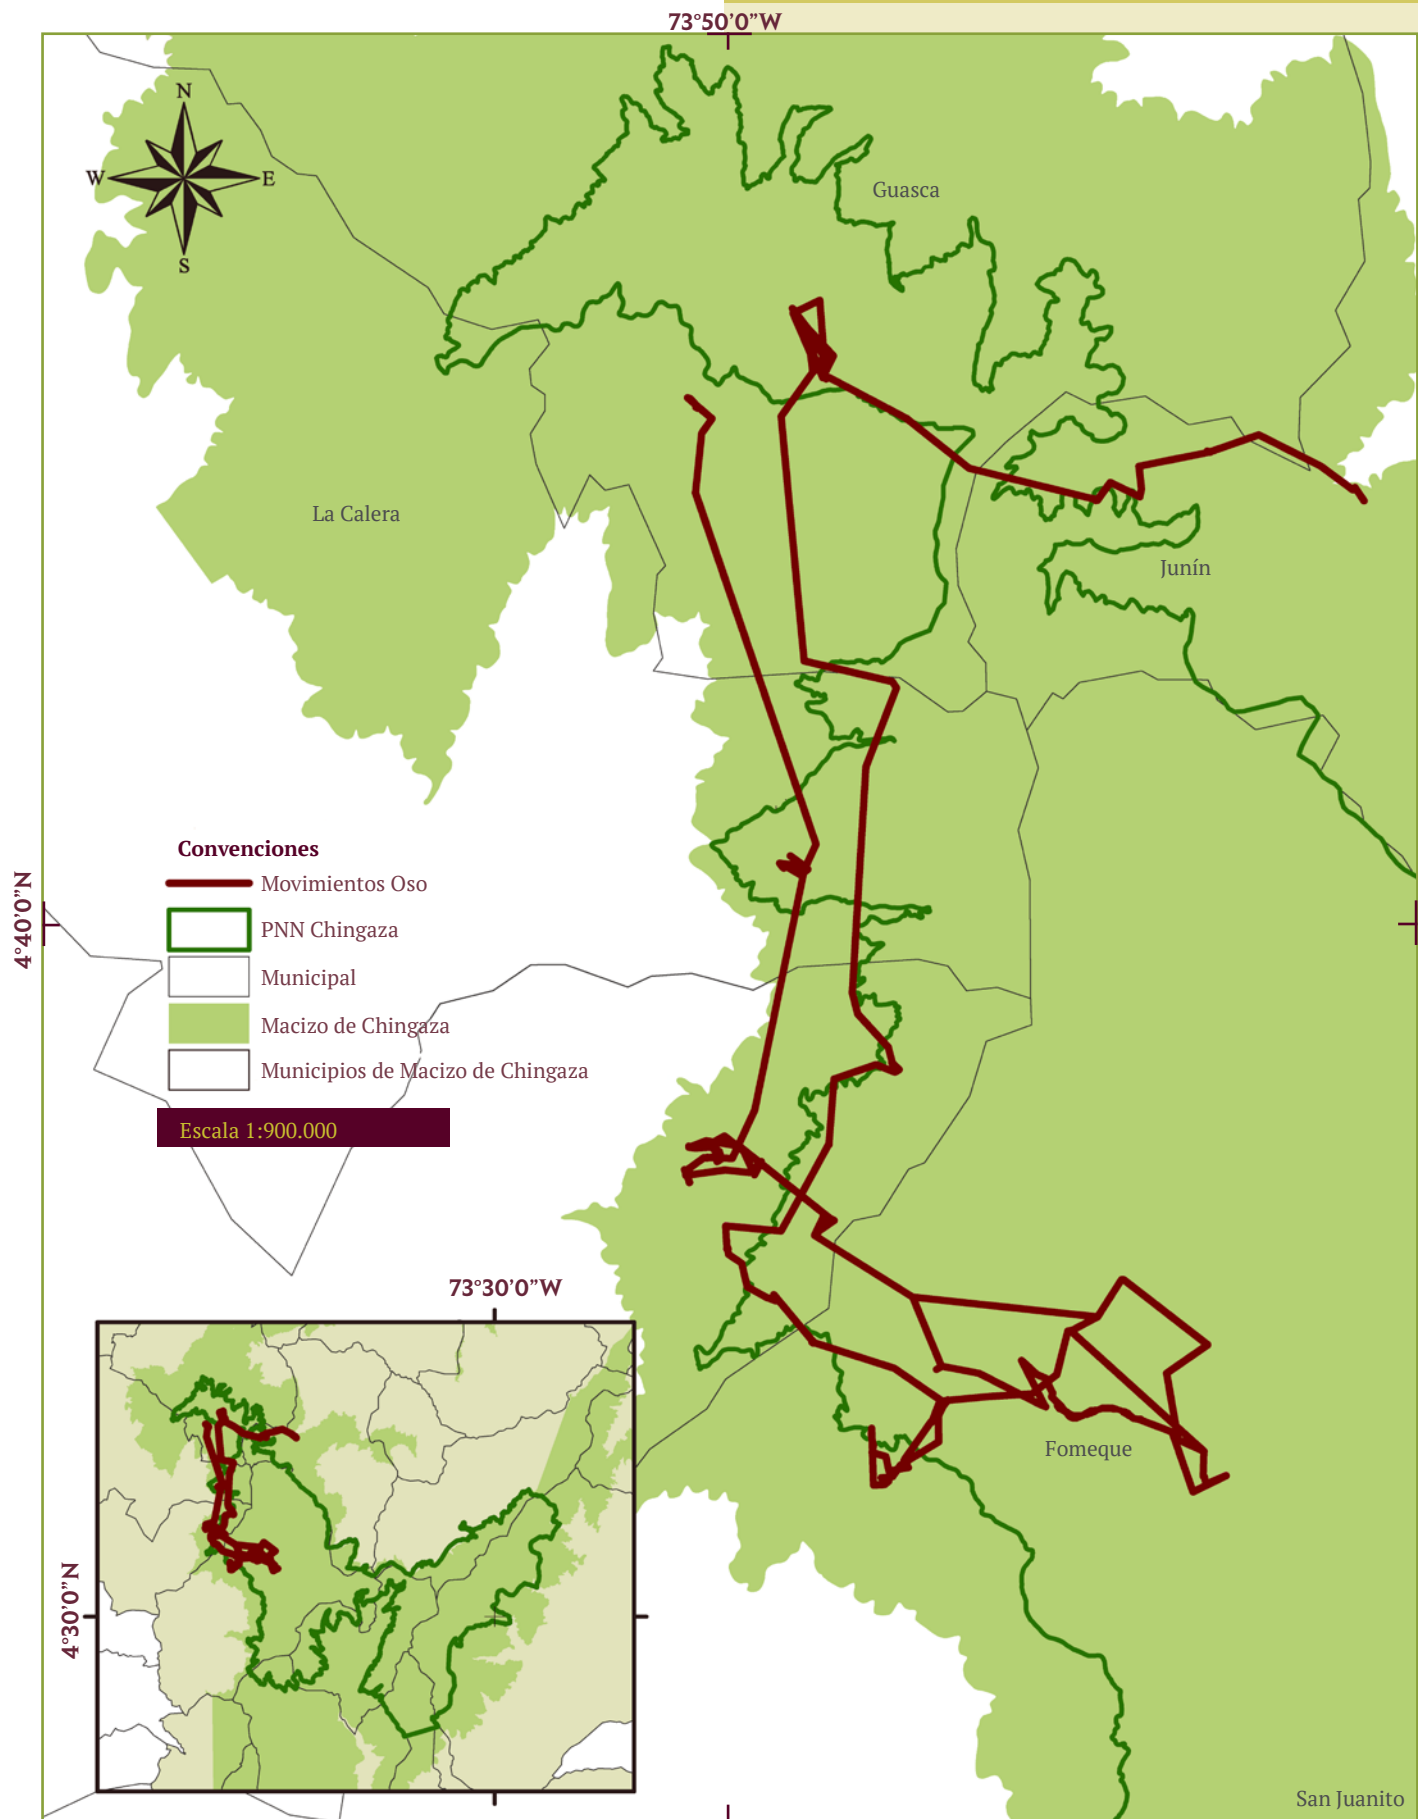 73°50'0"W
N
W
E
S
Guasca
La Calera
Junín
Convenciones
Movimientos Oso
4°40'0"N
PNN Chingaza
Municipal
Macizo de Chingaza
Municipios de Macizo de Chingaza
Escala 1:900.000
73°30'0"W
Fomeque
4°30'0"N
San Juanito